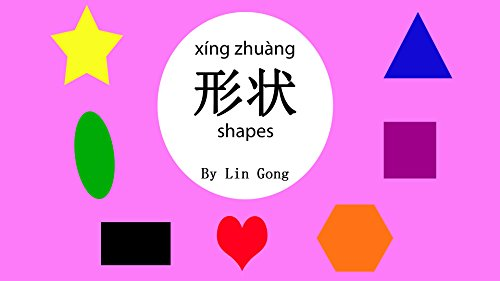 xíng zhuàng
形状
shapes
By Lin Gong